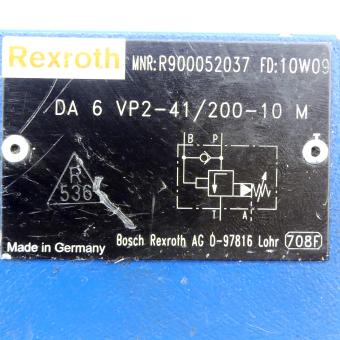 Rexroth MNR:R900052037 FD:10W09
DA 6 VP2-41/200-10 M
B P
R
536
T A
Made in Germany Bosch Rexroth AG D-97816 Lohr 708F